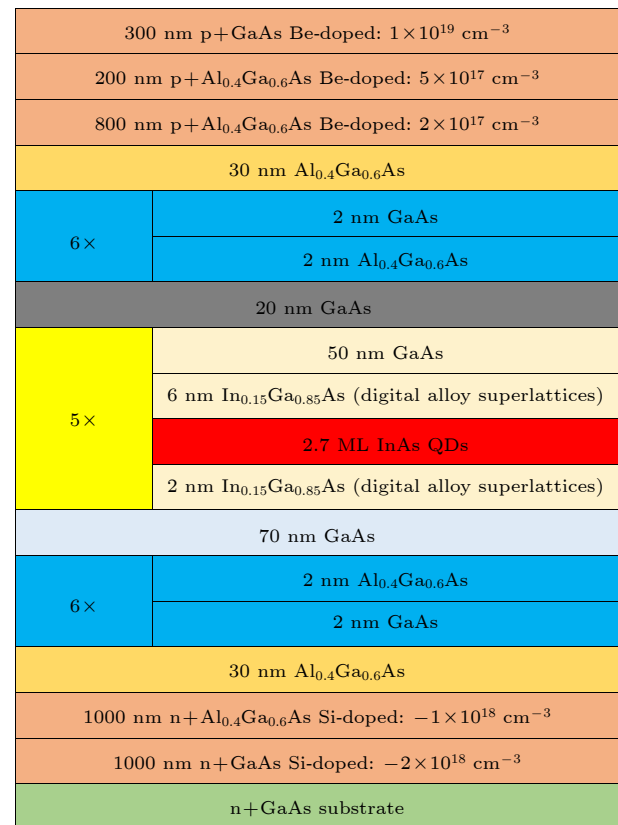 300 nm p+GaAs Be-doped: 1×10¹⁹ cm⁻³
200 nm p+Al₀.₄Ga₀.₆As Be-doped: 5×10¹⁷ cm⁻³
800 nm p+Al₀.₄Ga₀.₆As Be-doped: 2×10¹⁷ cm⁻³
30 nm Al₀.₄Ga₀.₆As
6×
2 nm GaAs
2 nm Al₀.₄Ga₀.₆As
20 nm GaAs
5×
50 nm GaAs
6 nm In₀.₁₅Ga₀.₈₅As (digital alloy superlattices)
2.7 ML InAs QDs
2 nm In₀.₁₅Ga₀.₈₅As (digital alloy superlattices)
70 nm GaAs
6×
2 nm Al₀.₄Ga₀.₆As
2 nm GaAs
30 nm Al₀.₄Ga₀.₆As
1000 nm n+Al₀.₄Ga₀.₆As Si-doped: −1×10¹⁸ cm⁻³
1000 nm n+GaAs Si-doped: −2×10¹⁸ cm⁻³
n+GaAs substrate